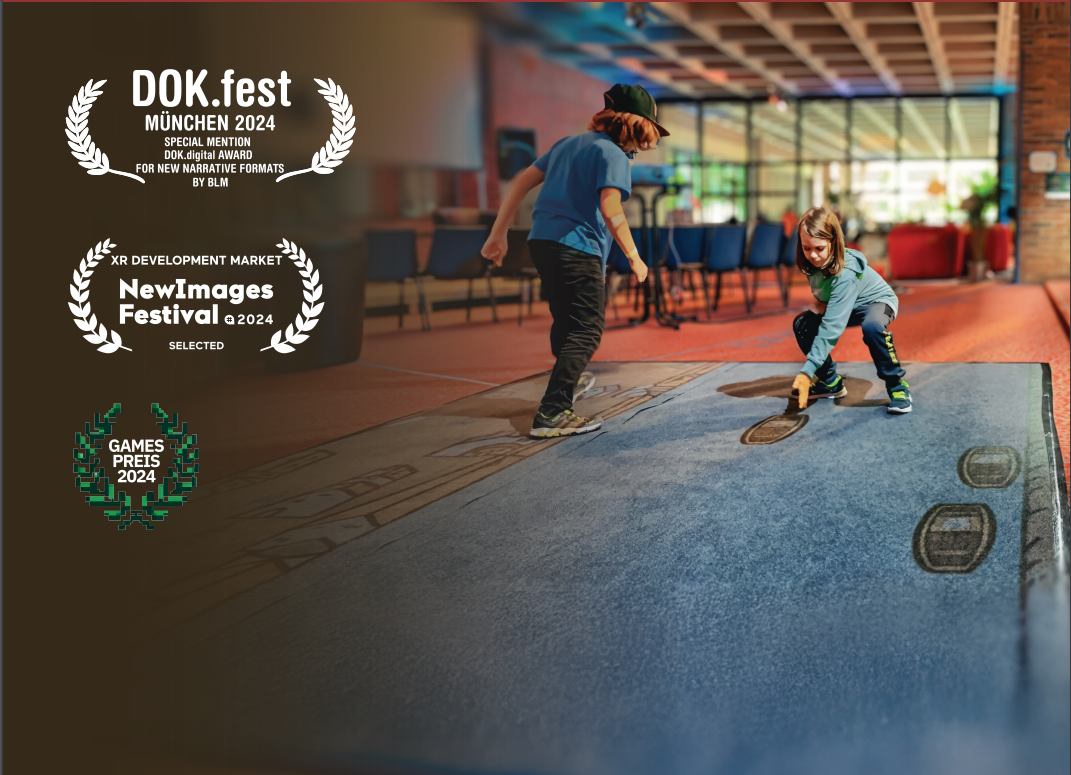 DOK.fest
MÜNCHEN 2024
SPECIAL MENTION
DOK.digital AWARD
FOR NEW NARRATIVE FORMATS
BY BLM
XR DEVELOPMENT MARKET
NewImages
Festival # 2024
SELECTED
GAMES
PREIS
2024